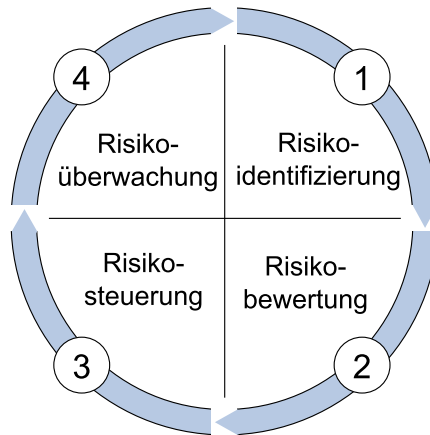 4
1
Risiko-
überwachung
Risiko-
identifizierung
Risiko-
steuerung
Risiko-
bewertung
3
2